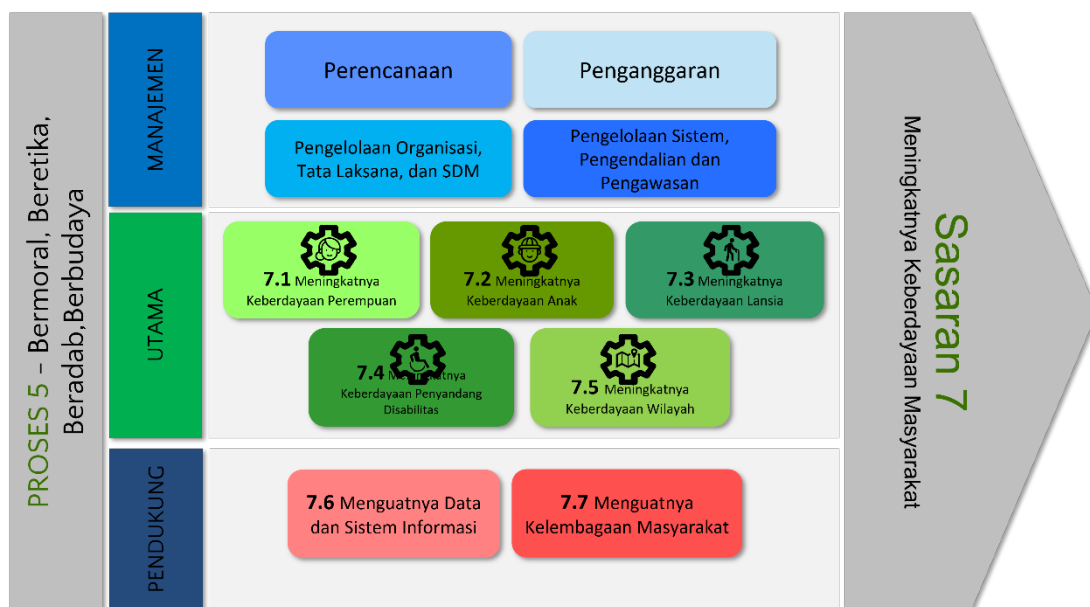 PROSES 5 – Bermoral, Beretika,
Beradab,Berbudaya
MANAJEMEN
Perencanaan
Penganggaran
Pengelolaan Organisasi,
Tata Laksana, dan SDM
Pengelolaan Sistem,
Pengendalian dan
Pengawasan
UTAMA
7.1 Meningkatnya
Keberdayaan Perempuan
7.2 Meningkatnya
Keberdayaan Anak
7.3 Meningkatnya
Keberdayaan Lansia
7.4 Meningkatnya
Keberdayaan Penyandang
Disabilitas
7.5 Meningkatnya
Keberdayaan Wilayah
PENDUKUNG
7.6 Menguatnya Data
dan Sistem Informasi
7.7 Menguatnya
Kelembagaan Masyarakat
Sasaran 7
Meningkatnya Keberdayaan Masyarakat